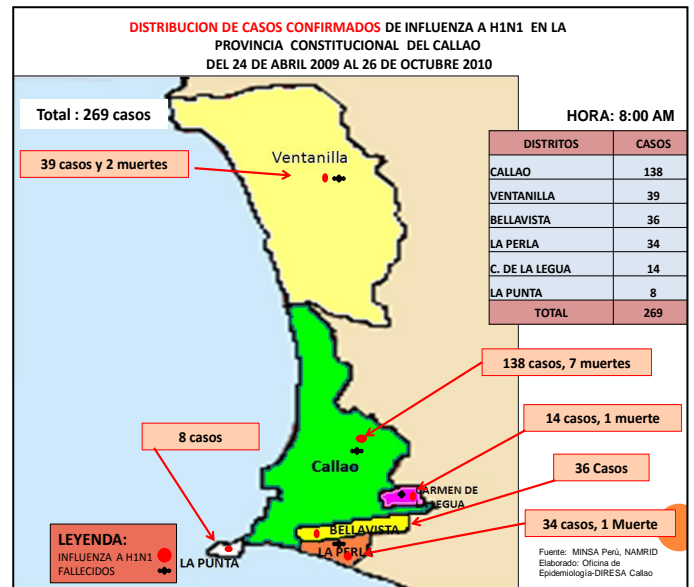 DISTRIBUCION DE CASOS CONFIRMADOS DE INFLUENZA A H1N1 EN LA
PROVINCIA CONSTITUCIONAL DEL CALLAO
DEL 24 DE ABRIL 2009 AL 26 DE OCTUBRE 2010
Total : 269 casos
HORA: 8:00 AM
DISTRITOS CASOS
CALLAO 138
VENTANILLA 39
BELLAVISTA 36
LA PERLA 34
C. DE LA LEGUA 14
LA PUNTA 8
TOTAL 269
Ventanilla
39 casos y 2 muertes
138 casos, 7 muertes
14 casos, 1 muerte
8 casos
36 Casos
Callao
CARMEN DE
LA LEGUA
BELLAVISTA
34 casos, 1 Muerte
LA PERLA
LA PUNTA
LEYENDA:
INFLUENZA A H1N1
FALLECIDOS
Fuente: MINSA Perú, NAMRID
Elaborado: Oficina de
Epidemiología-DIRESA Callao